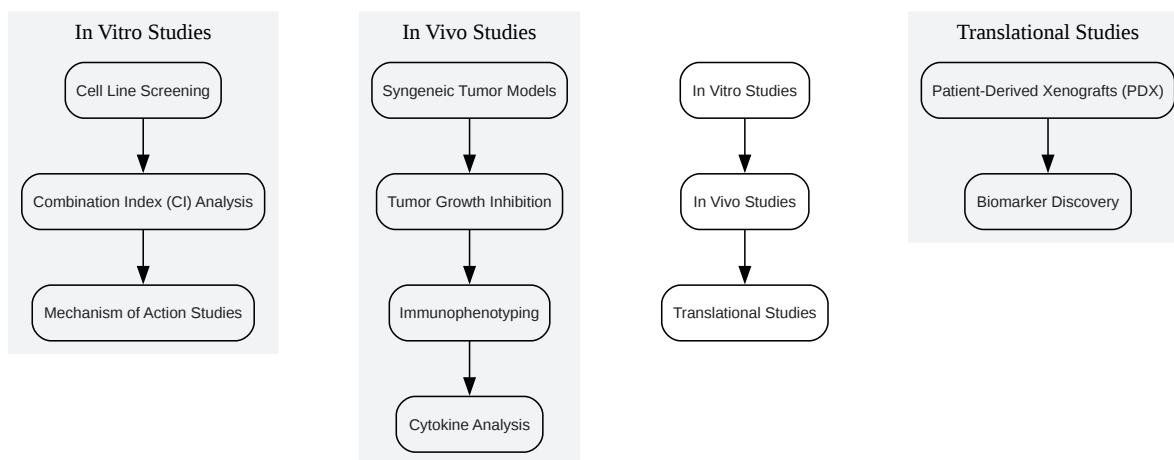 In Vitro Studies
Cell Line Screening
Combination Index (CI) Analysis
Mechanism of Action Studies
In Vivo Studies
Syngeneic Tumor Models
Tumor Growth Inhibition
Immunophenotyping
Cytokine Analysis
In Vitro Studies
In Vivo Studies
Translational Studies
Translational Studies
Patient-Derived Xenografts (PDX)
Biomarker Discovery